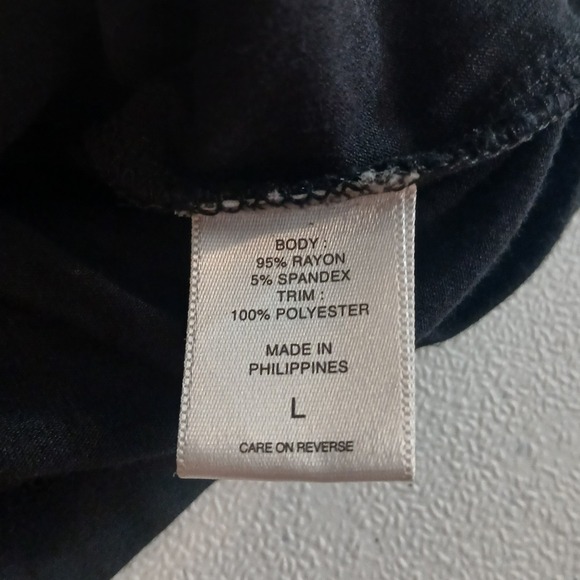 BODY :
95% RAYON
5% SPANDEX
TRIM :
100% POLYESTER
MADE IN
PHILIPPINES
L
CARE ON REVERSE